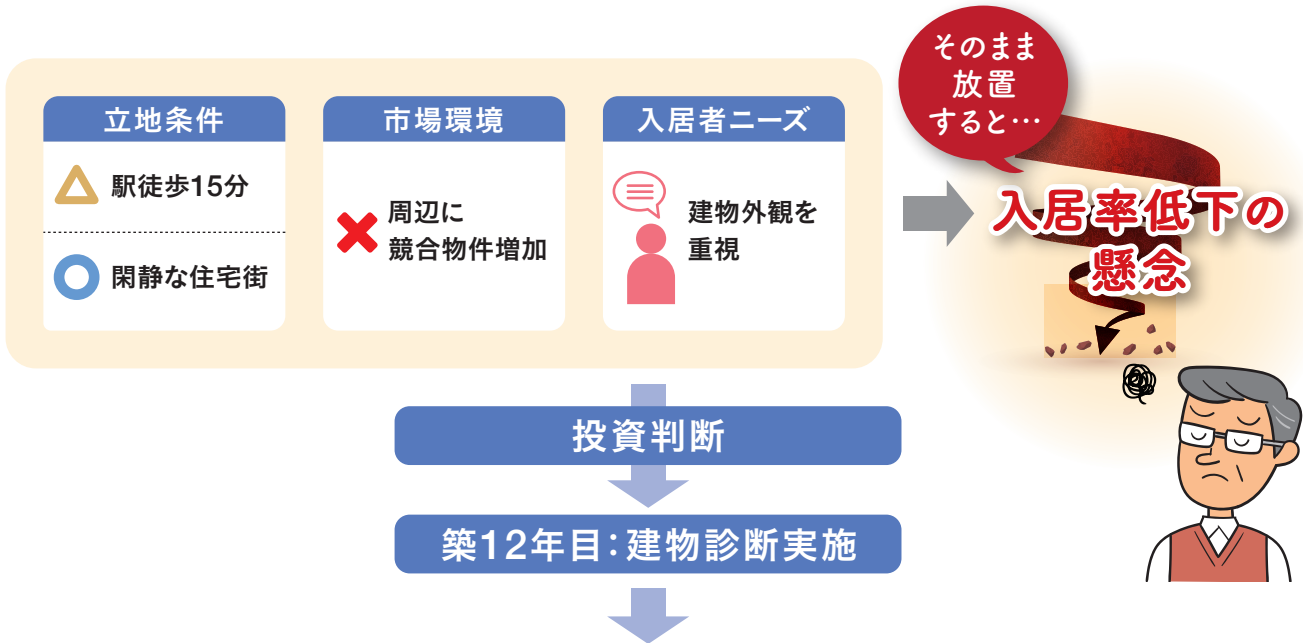 立地条件
駅徒歩15分
閑静な住宅街
市場環境
周辺に
競合物件増加
入居者ニーズ
建物外観を
重視
そのまま
放置
すると…
入居率低下の
懸念
投資判断
築12年目：建物診断実施